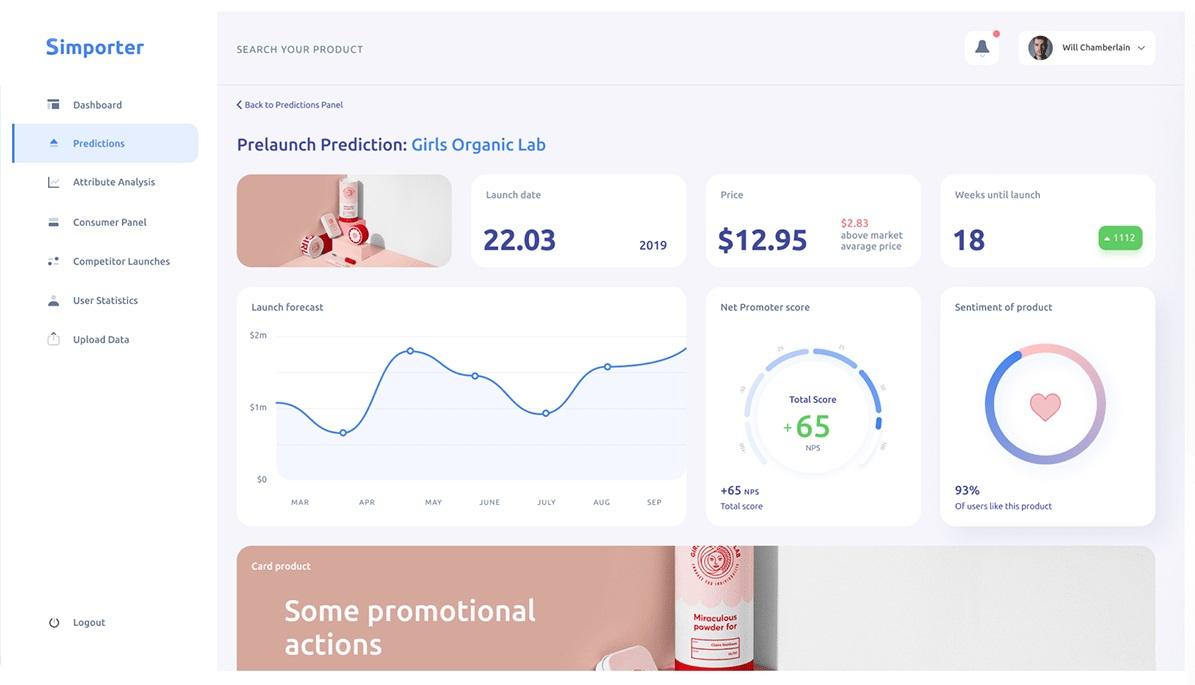 Simporter
SEARCH YOUR PRODUCT
Will Chamberlain
Dashboard
Predictions
Attribute Analysis
Consumer Panel
Competitor Launches
User Statistics
Upload Data
Logout
Back to Predictions Panel
Prelaunch Prediction: Girls Organic Lab
Launch date
22.03
2019
Price
$12.95
$2.83
above market
avarage price
Weeks until launch
18
1112
Launch forecast
$2m
$1m
$0
MAR APR MAY JUNE JULY AUG SEP
Net Promoter score
Total Score
+65
NPS
+65 NPS
Total score
Sentiment of product
93%
Of users like this product
Card product
Some promotional
actions
Miraculous
powder for